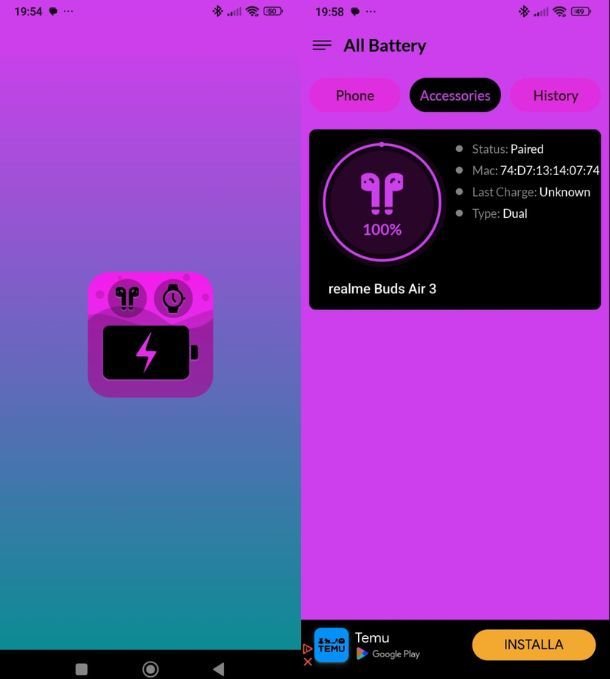 19:54
50
19:58
49
All Battery
Phone
Accessories
History
Status: Paired
Mac: 74:D7:13:14:07:74
Last Charge: Unknown
Type: Dual
100%
realme Buds Air 3
TEMU
Temu
Google Play
INSTALLA